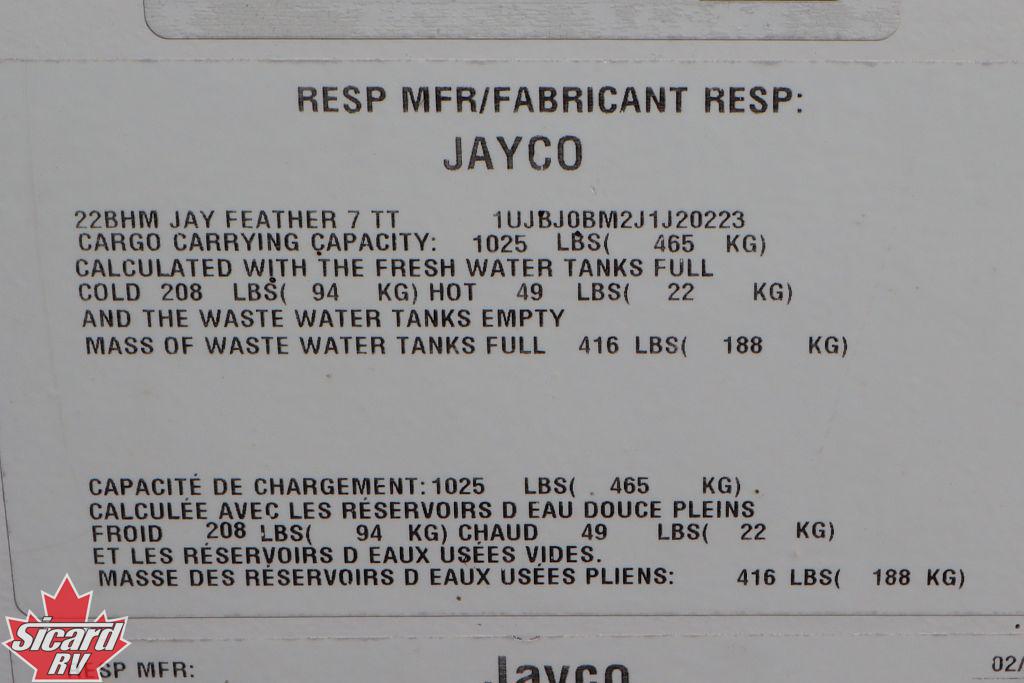 RESP MFR/FABRICANT RESP:
JAYCO
22BHM JAY FEATHER 7 TT 1UJBJ0BM2J1J20223
CARGO CARRYING CAPACITY: 1025 LBS( 465 KG)
CALCULATED WITH THE FRESH WATER TANKS FULL
COLD 208 LBS( 94 KG) HOT 49 LBS( 22 KG)
AND THE WASTE WATER TANKS EMPTY
MASS OF WASTE WATER TANKS FULL 416 LBS( 188 KG)
CAPACITÉ DE CHARGEMENT: 1025 LBS( 465 KG)
CALCULÉE AVEC LES RÉSERVOIRS D EAU DOUCE PLEINS
FROID 208 LBS( 94 KG) CHAUD 49 LBS( 22 KG)
ET LES RÉSERVOIRS D EAUX USÉES VIDES.
MASSE DES RÉSERVOIRS D EAUX USÉES PLIENS: 416 LBS( 188 KG)
Sicard
RV
RESP MFR: Jayco 02/